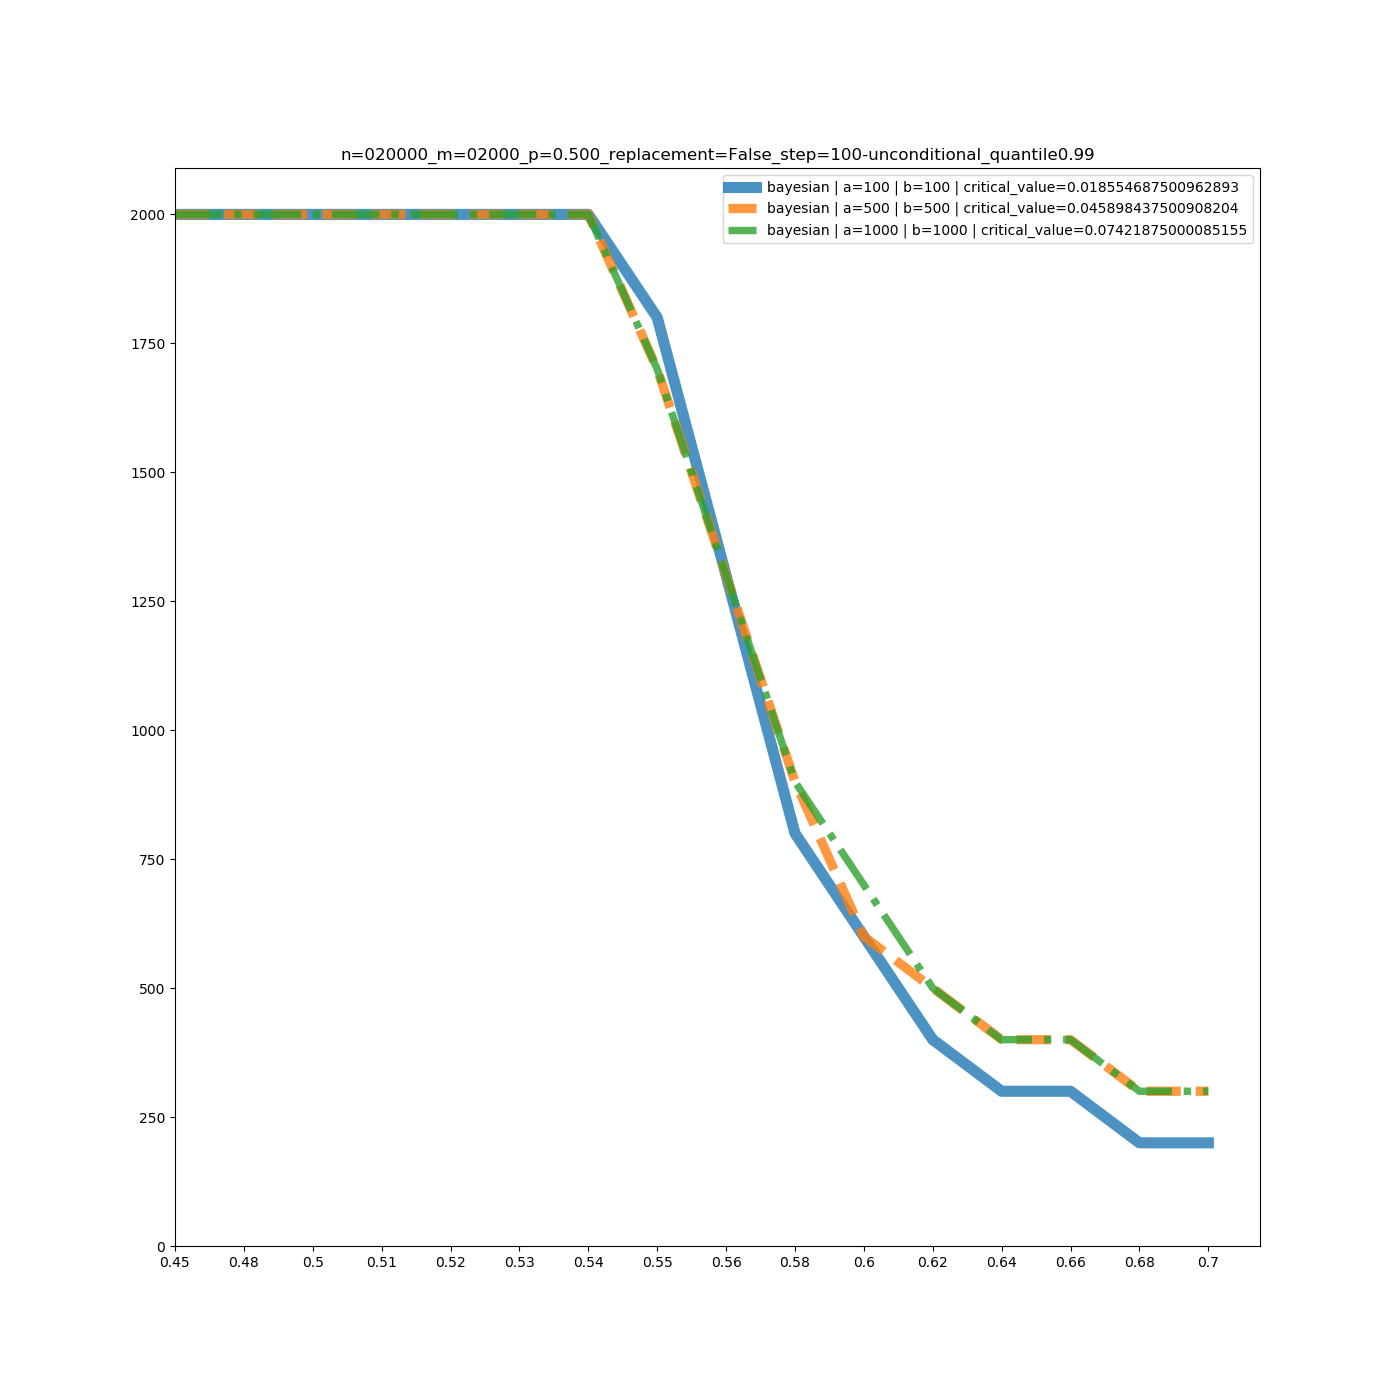 n=020000_m=02000_p=0.500_replacement=False_step=100-unconditional_quantile0.99
bayesian | a=100 | b=100 | critical_value=0.018554687500962893
bayesian | a=500 | b=500 | critical_value=0.045898437500908204
bayesian | a=1000 | b=1000 | critical_value=0.07421875000085155
2000
1750
1500
1250
1000
750
500
250
0
0.45 0.48 0.5 0.51 0.52 0.53 0.54 0.55 0.56 0.58 0.6 0.62 0.64 0.66 0.68 0.7